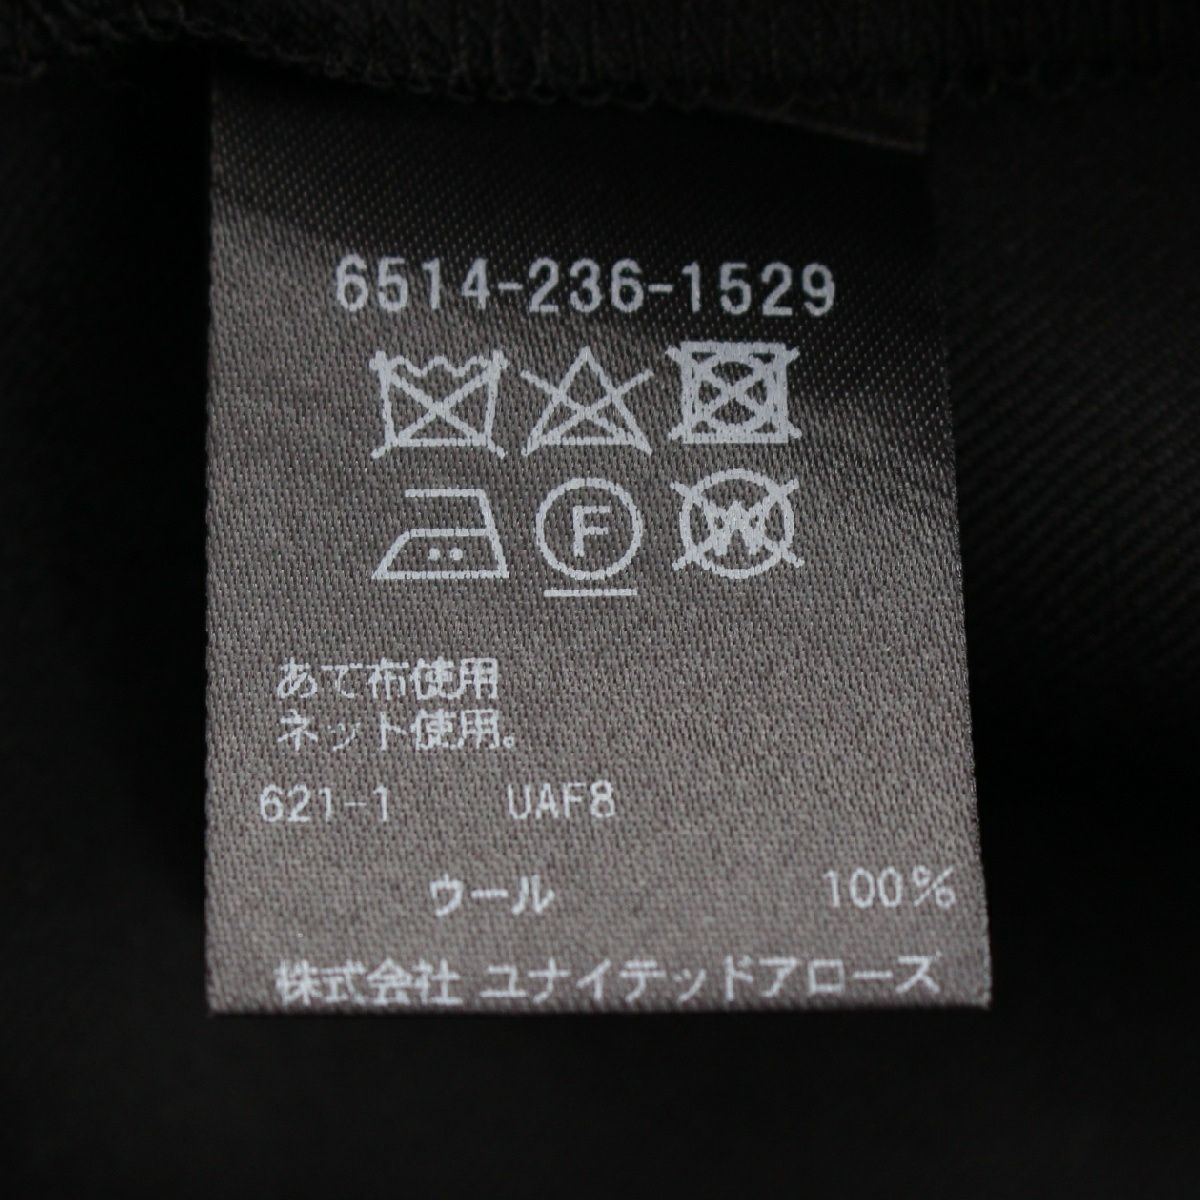 6514-236-1529
F W
あて布使用
ネット使用。
621-1 UAF8
ウール 100%
株式会社 ユナイテッドアローズ